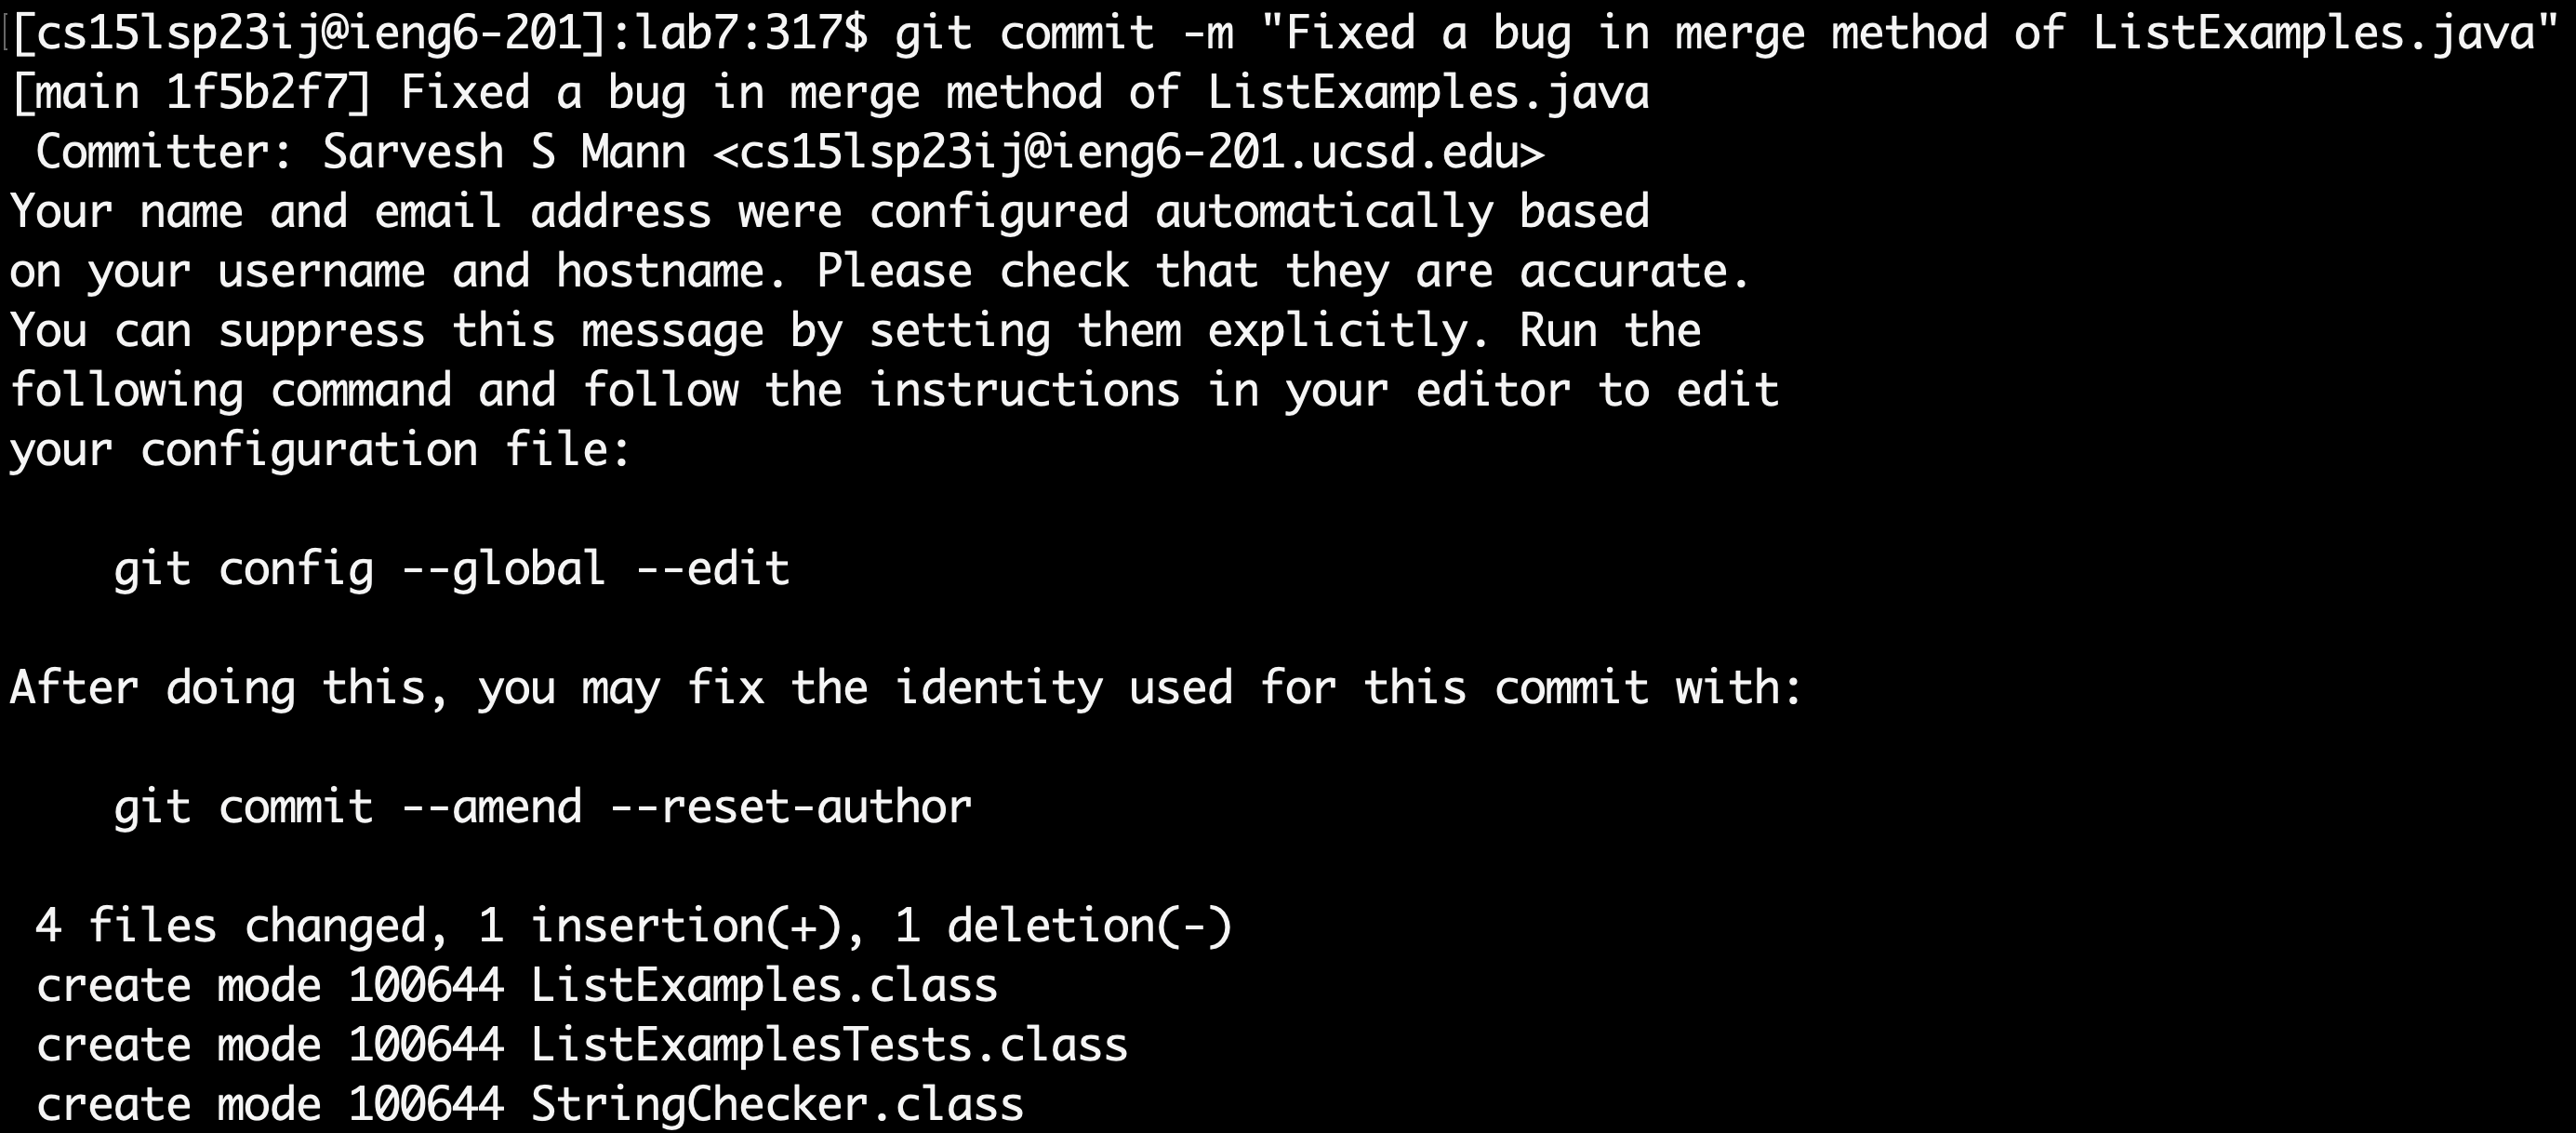 [cs15lsp23ij@ieng6-201]:lab7:317$ git commit -m "Fixed a bug in merge method of ListExamples.java"
[main 1f5b2f7] Fixed a bug in merge method of ListExamples.java
 Committer: Sarvesh S Mann <cs15lsp23ij@ieng6-201.ucsd.edu>
Your name and email address were configured automatically based
on your username and hostname. Please check that they are accurate.
You can suppress this message by setting them explicitly. Run the
following command and follow the instructions in your editor to edit
your configuration file:

    git config --global --edit

After doing this, you may fix the identity used for this commit with:

    git commit --amend --reset-author

 4 files changed, 1 insertion(+), 1 deletion(-)
 create mode 100644 ListExamples.class
 create mode 100644 ListExamplesTests.class
 create mode 100644 StringChecker.class